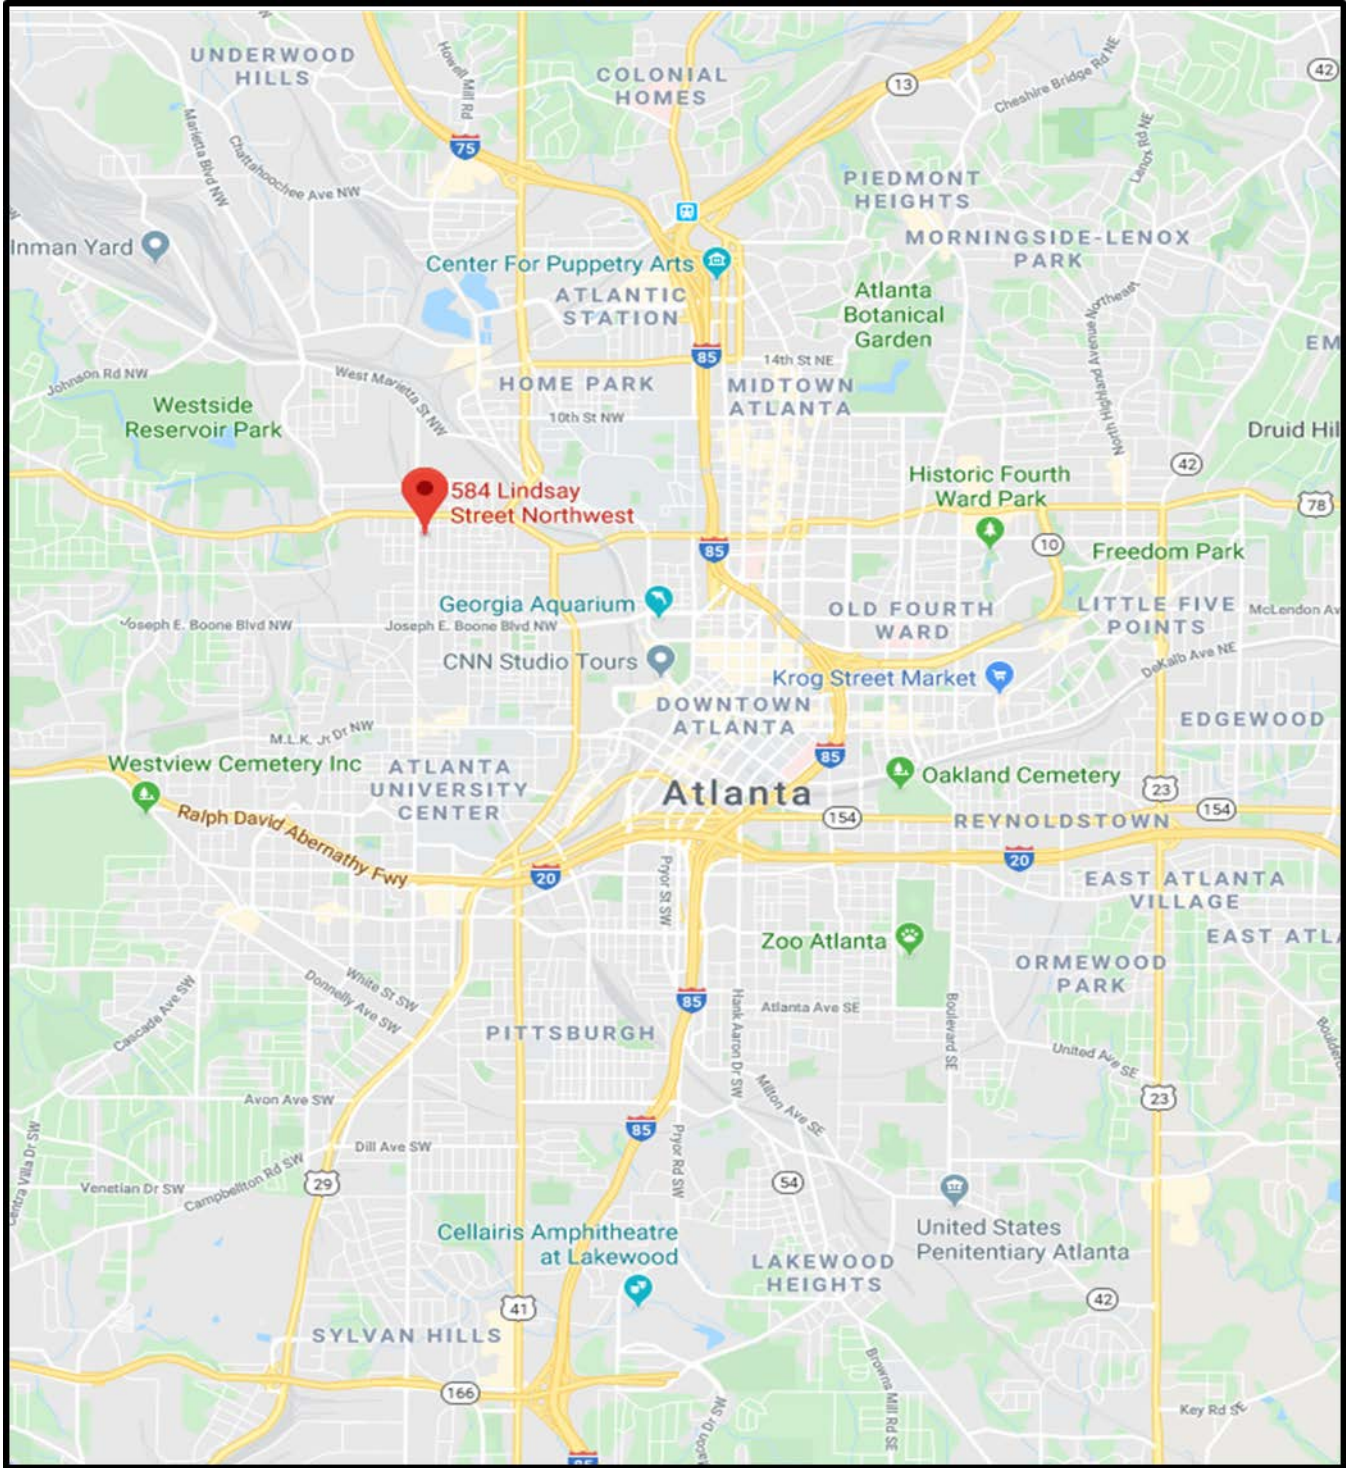 UNDERWOOD
HILLS
Howell Mill Rd
COLONIAL
HOMES
13
Cheshire Bridge Rd NE
42
75
Marietta Blvd NW
Chattahoochee Ave NW
Lenox Rd NE
PIEDMONT
HEIGHTS
Inman Yard
MORNINGSIDE-LENOX
PARK
Center For Puppetry Arts
ATLANTIC
STATION
Atlanta
Botanical
Garden
North Highland Avenue Northeast
EM
85
14th St NE
Johnson Rd NW
West Marietta St NW
HOME PARK
MIDTOWN
ATLANTA
Westside
Reservoir Park
10th St NW
Druid Hil
42
Historic Fourth
Ward Park
584 Lindsay
Street Northwest
78
85
10
Freedom Park
Georgia Aquarium
OLD FOURTH
WARD
LITTLE FIVE
POINTS
McLendon Av
Joseph E. Boone Blvd NW
Joseph E. Boone Blvd NW
CNN Studio Tours
Krog Street Market
DeKalb Ave NE
DOWNTOWN
ATLANTA
EDGEWOOD
M.L.K. Jr Dr NW
85
Westview Cemetery Inc
ATLANTA
UNIVERSITY
CENTER
Atlanta
Oakland Cemetery
23
154
154
REYNOLDSTOWN
Ralph David Abernathy Fwy
20
20
Pryor St SW
EAST ATLANTA
VILLAGE
Zoo Atlanta
EAST ATLA
ORMEWOOD
PARK
White St SW
Donnelly Ave SW
Cascade Ave SW
85
Hank Aaron Dr SW
Atlanta Ave SE
Boulevard SE
PITTSBURGH
United Ave SE
Avon Ave SW
Milton Ave SE
23
85
Dill Ave SW
Pryor Rd SW
Venetian Dr SW
Campbellton Rd SW
29
54
Cellairis Amphitheatre
at Lakewood
United States
Penitentiary Atlanta
LAKEWOOD
HEIGHTS
41
42
SYLVAN HILLS
Browns Mill Rd SE
166
Key Rd SE